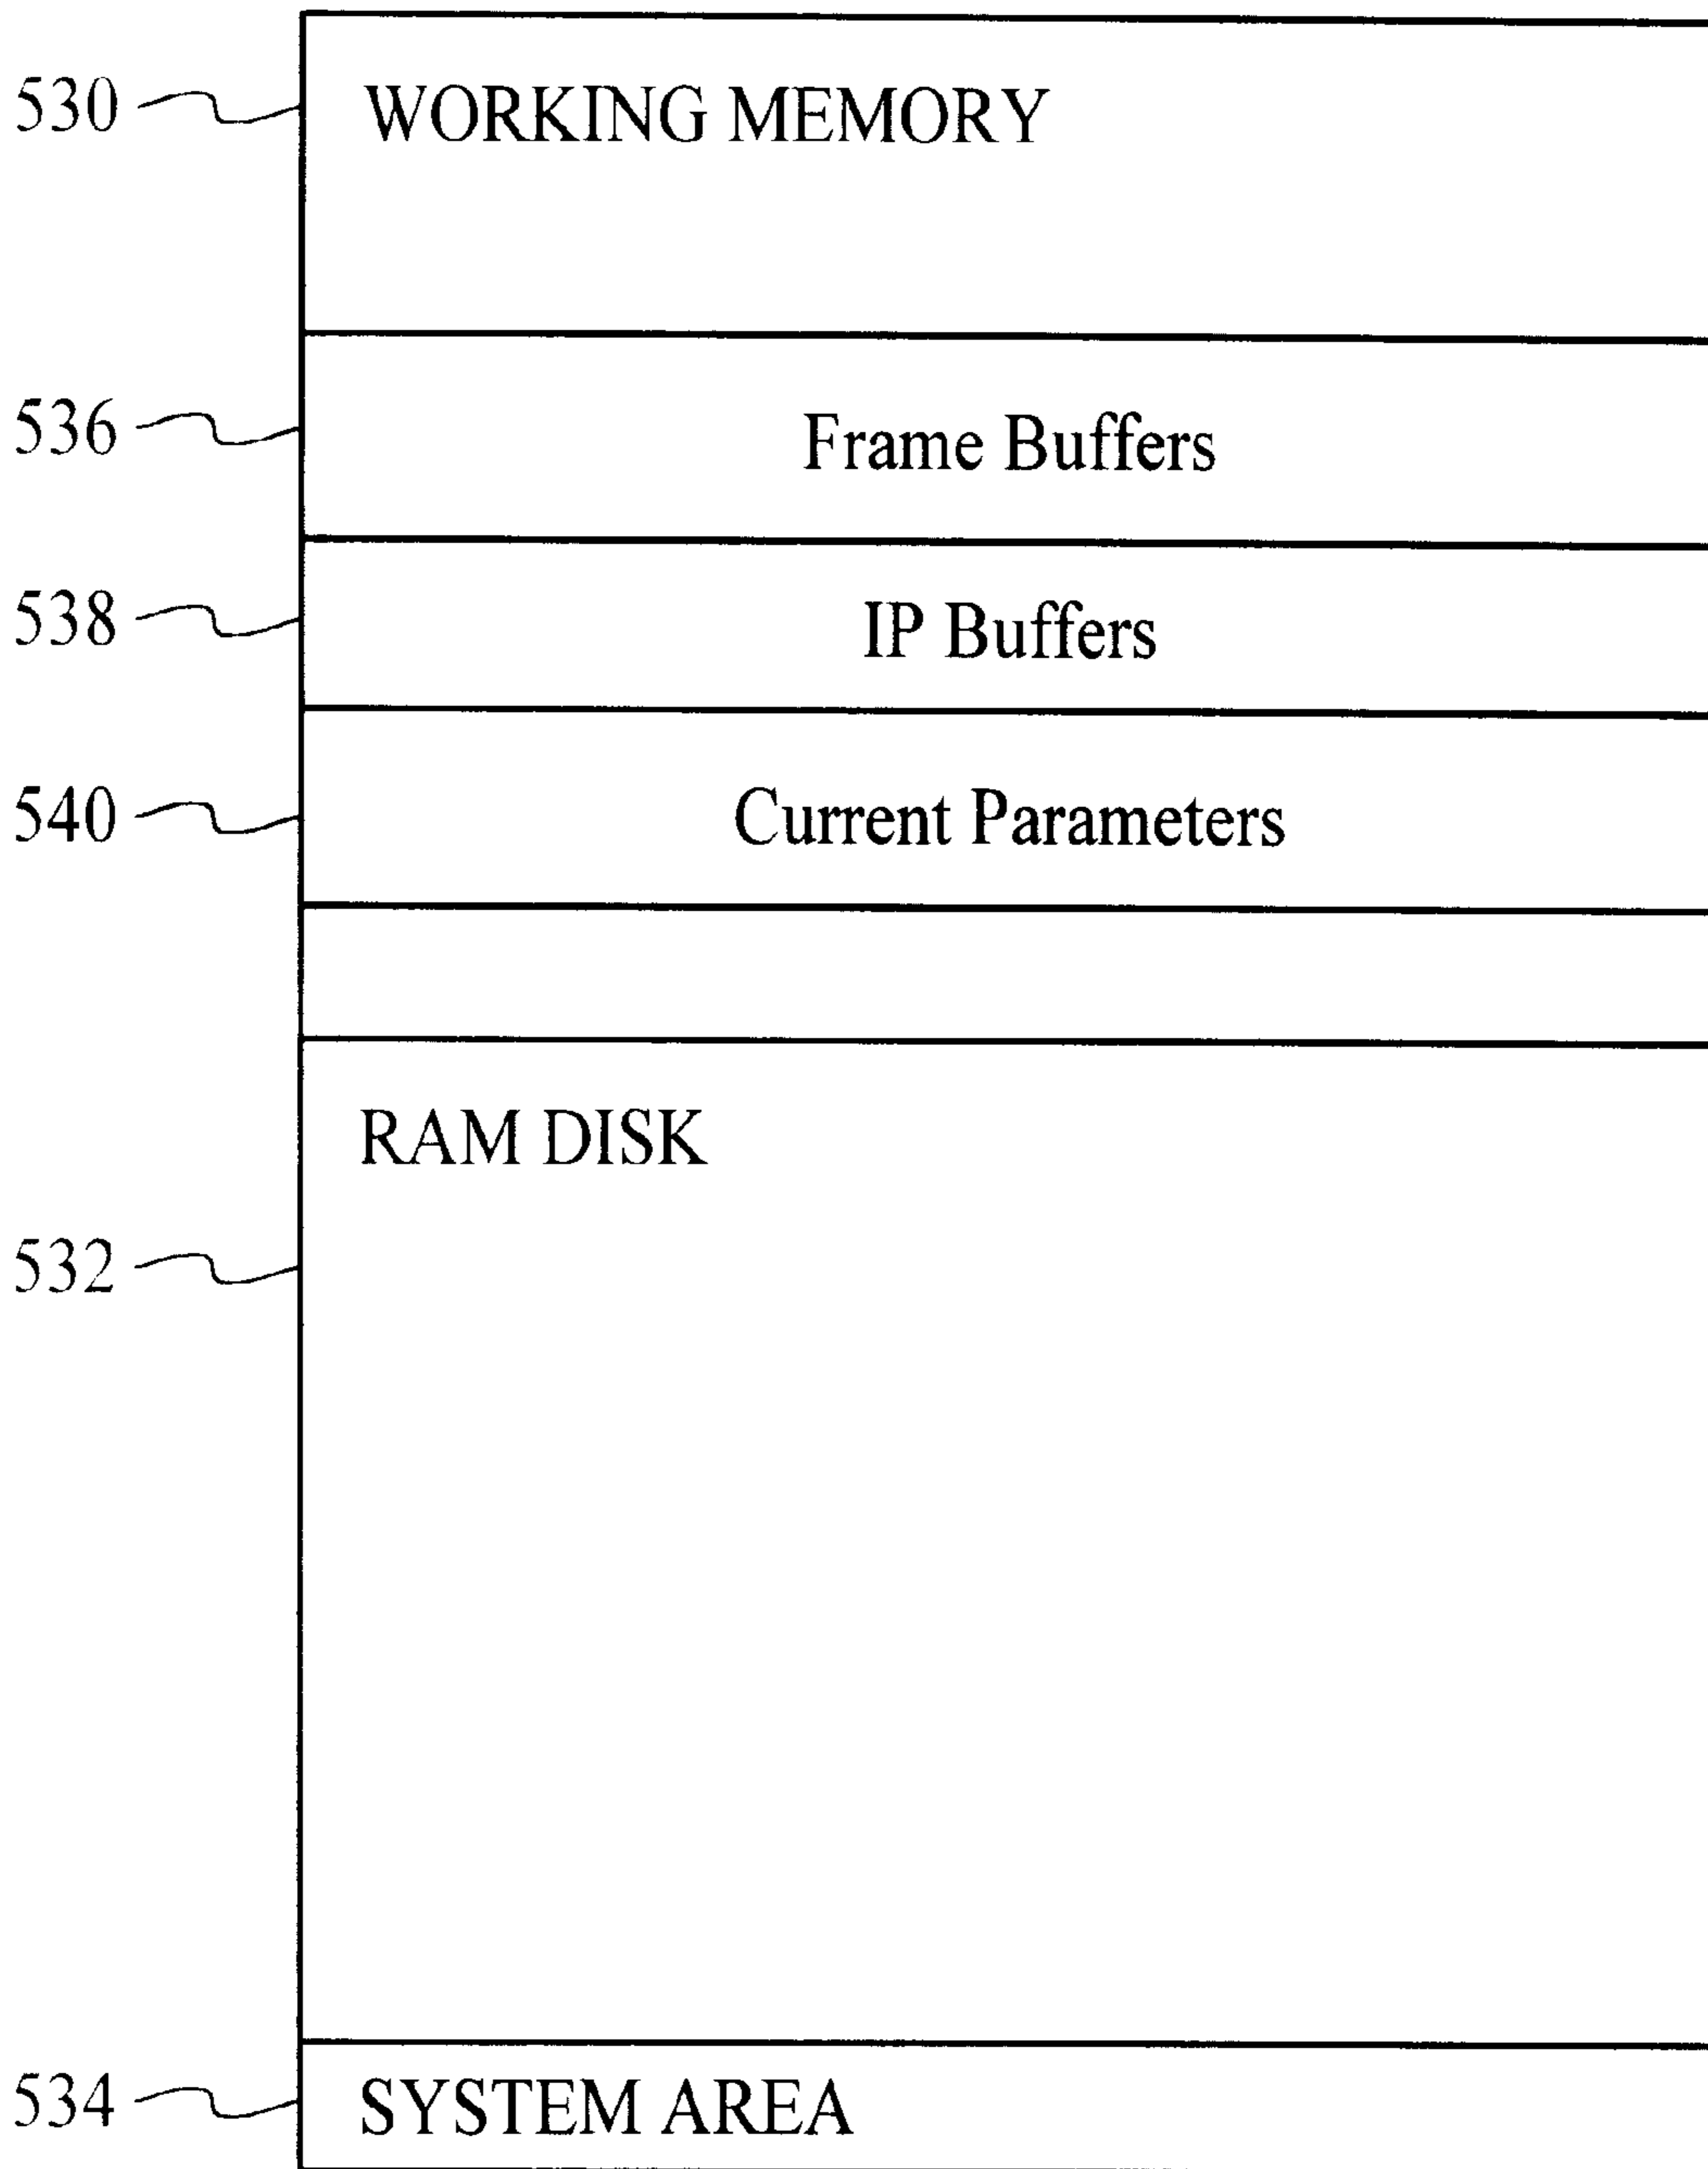 530 WORKING MEMORY
536 Frame Buffers
538 IP Buffers
540 Current Parameters
RAM DISK
532
534 SYSTEM AREA